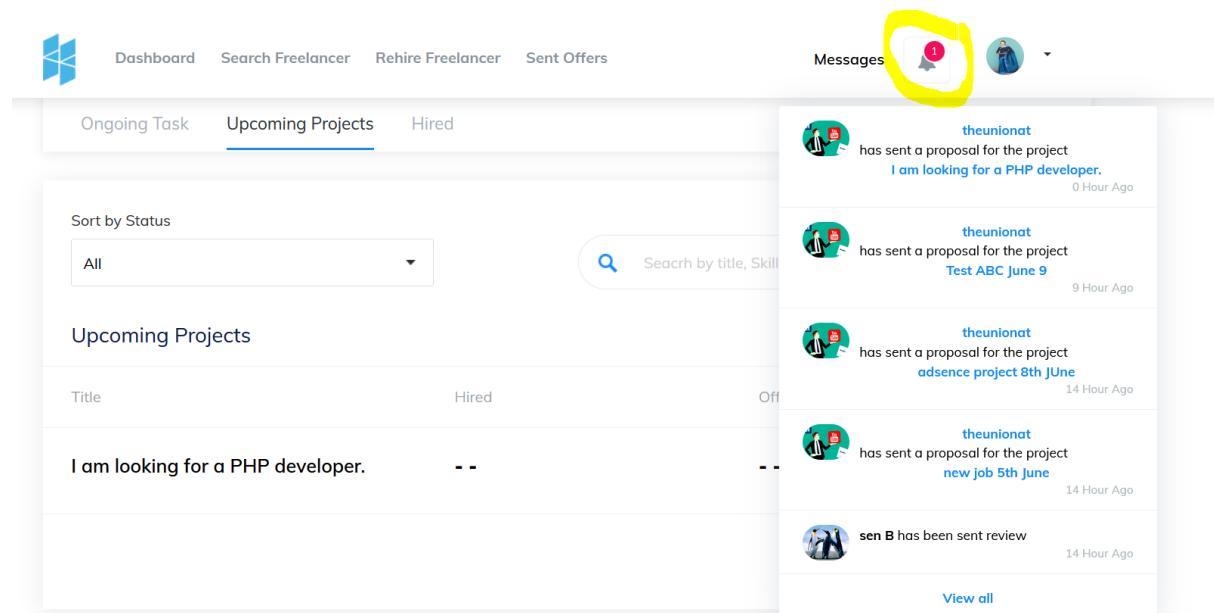 Dashboard Search Freelancer Rehire Freelancer Sent Offers Messages 1
Ongoing Task Upcoming Projects Hired
Sort by Status
All
Seacrh by title, Skill
Upcoming Projects
Title Hired Off
I am looking for a PHP developer. - - - -
theunionat
has sent a proposal for the project
I am looking for a PHP developer.
0 Hour Ago
theunionat
has sent a proposal for the project
Test ABC June 9
9 Hour Ago
theunionat
has sent a proposal for the project
adsence project 8th JUne
14 Hour Ago
theunionat
has sent a proposal for the project
new job 5th June
14 Hour Ago
sen B has been sent review
14 Hour Ago
View all